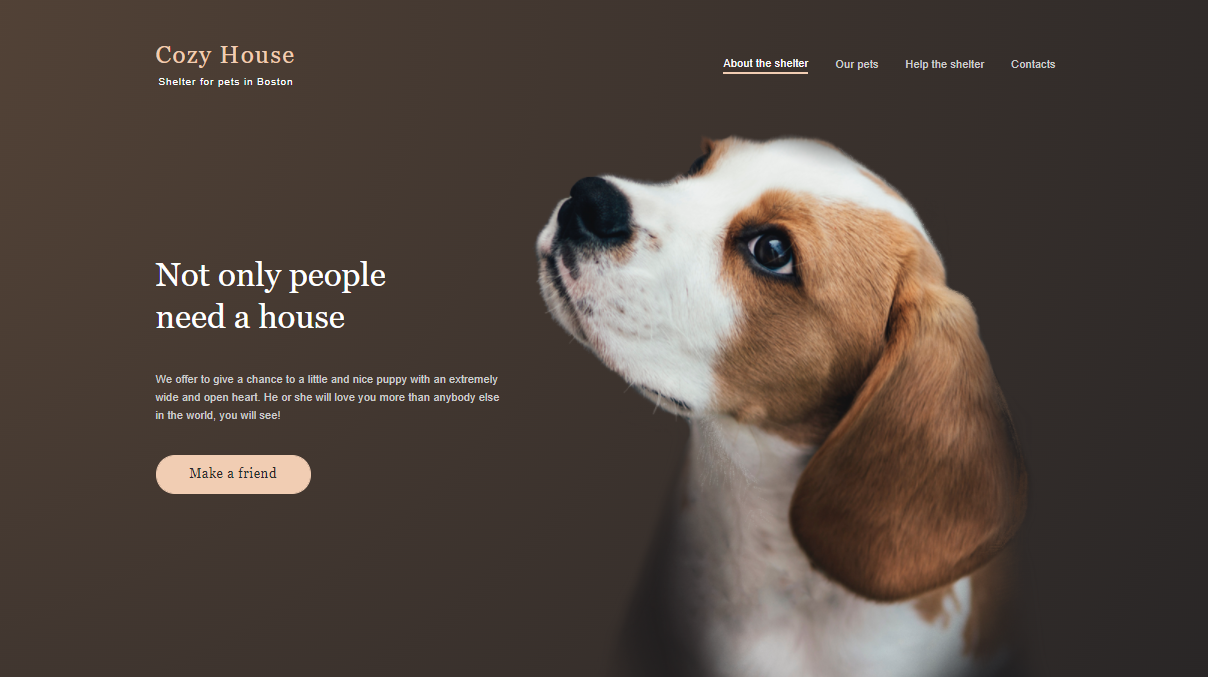 Cozy House
Shelter for pets in Boston
About the shelter
Our pets
Help the shelter
Contacts
Not only people
need a house
We offer to give a chance to a little and nice puppy with an extremely
wide and open heart. He or she will love you more than anybody else
in the world, you will see!
Make a friend